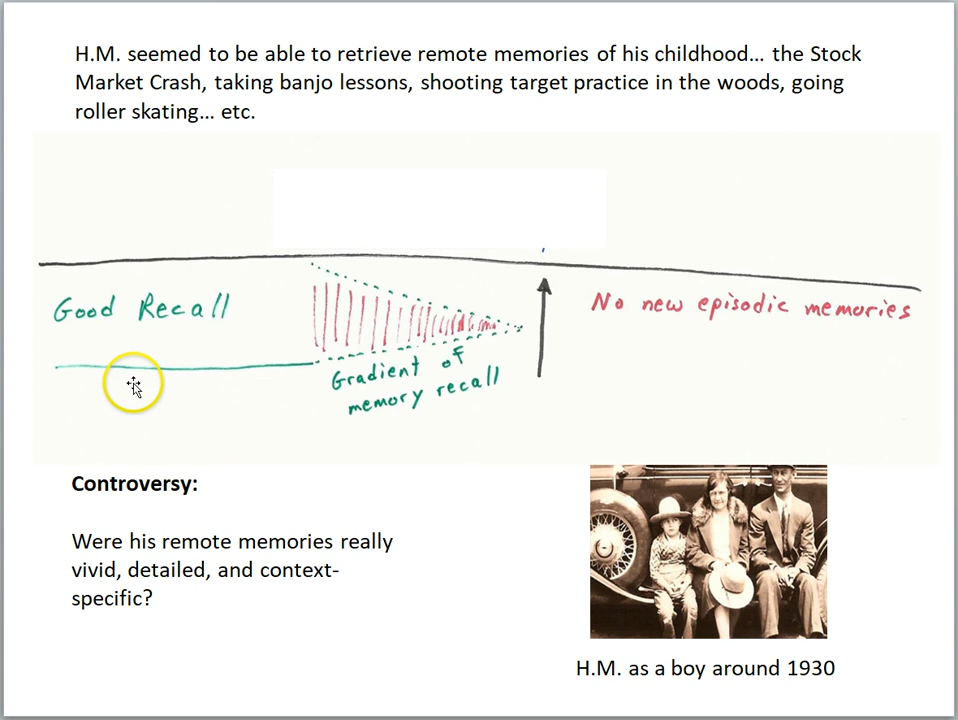 H.M. seemed to be able to retrieve remote memories of his childhood... the Stock
Market Crash, taking banjo lessons, shooting target practice in the woods, going
roller skating... etc.
Good Recall
No new episodic memories
Gradient of
memory recall
Controversy:
Were his remote memories really
vivid, detailed, and context-
specific?
H.M. as a boy around 1930